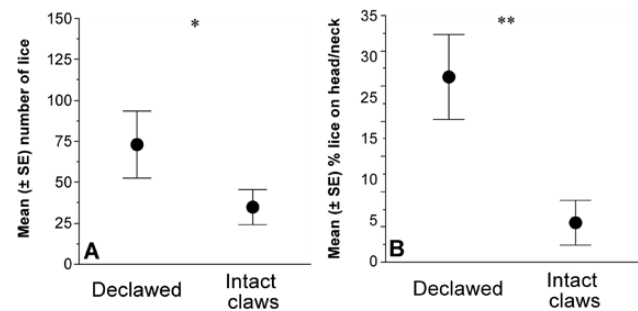 Mean (± SE) number of lice
150
125
100
75
50
25
0
*
A
Declawed
Intact
claws
Mean (± SE) % lice on head/neck
35
30
25
20
15
10
5
0
**
B
Declawed
Intact
claws